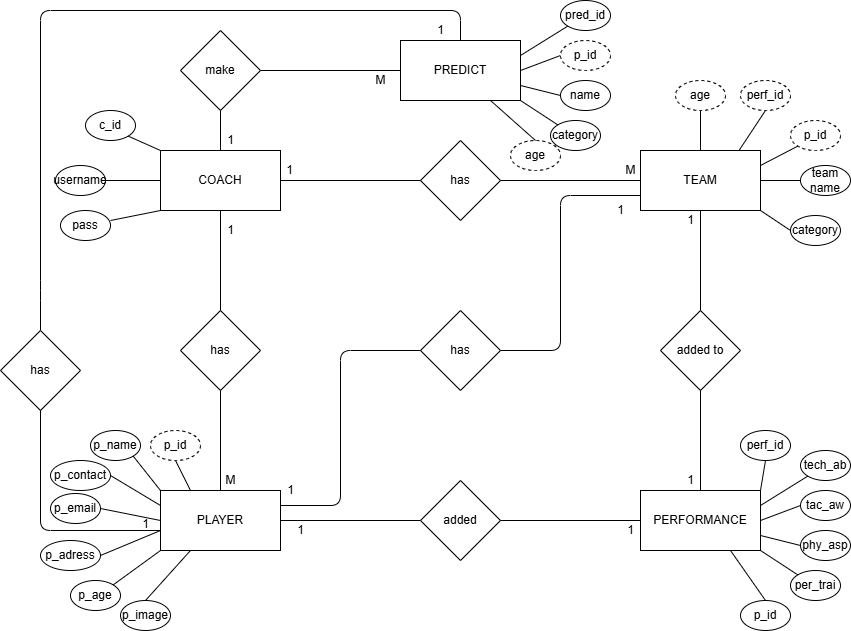 pred_id
1
p_id
make
PREDICT
M
name
age
perf_id
c_id
category
p_id
1
age
1
M
username
COACH
has
TEAM
team
name
pass
1
1
1
category
has
has
added to
has
p_name
p_id
p_contact
M
1
1
perf_id
tech_ab
p_email
1
PLAYER
added
PERFORMANCE
tac_aw
1
1
p_adress
phy_asp
p_age
per_trai
p_image
p_id